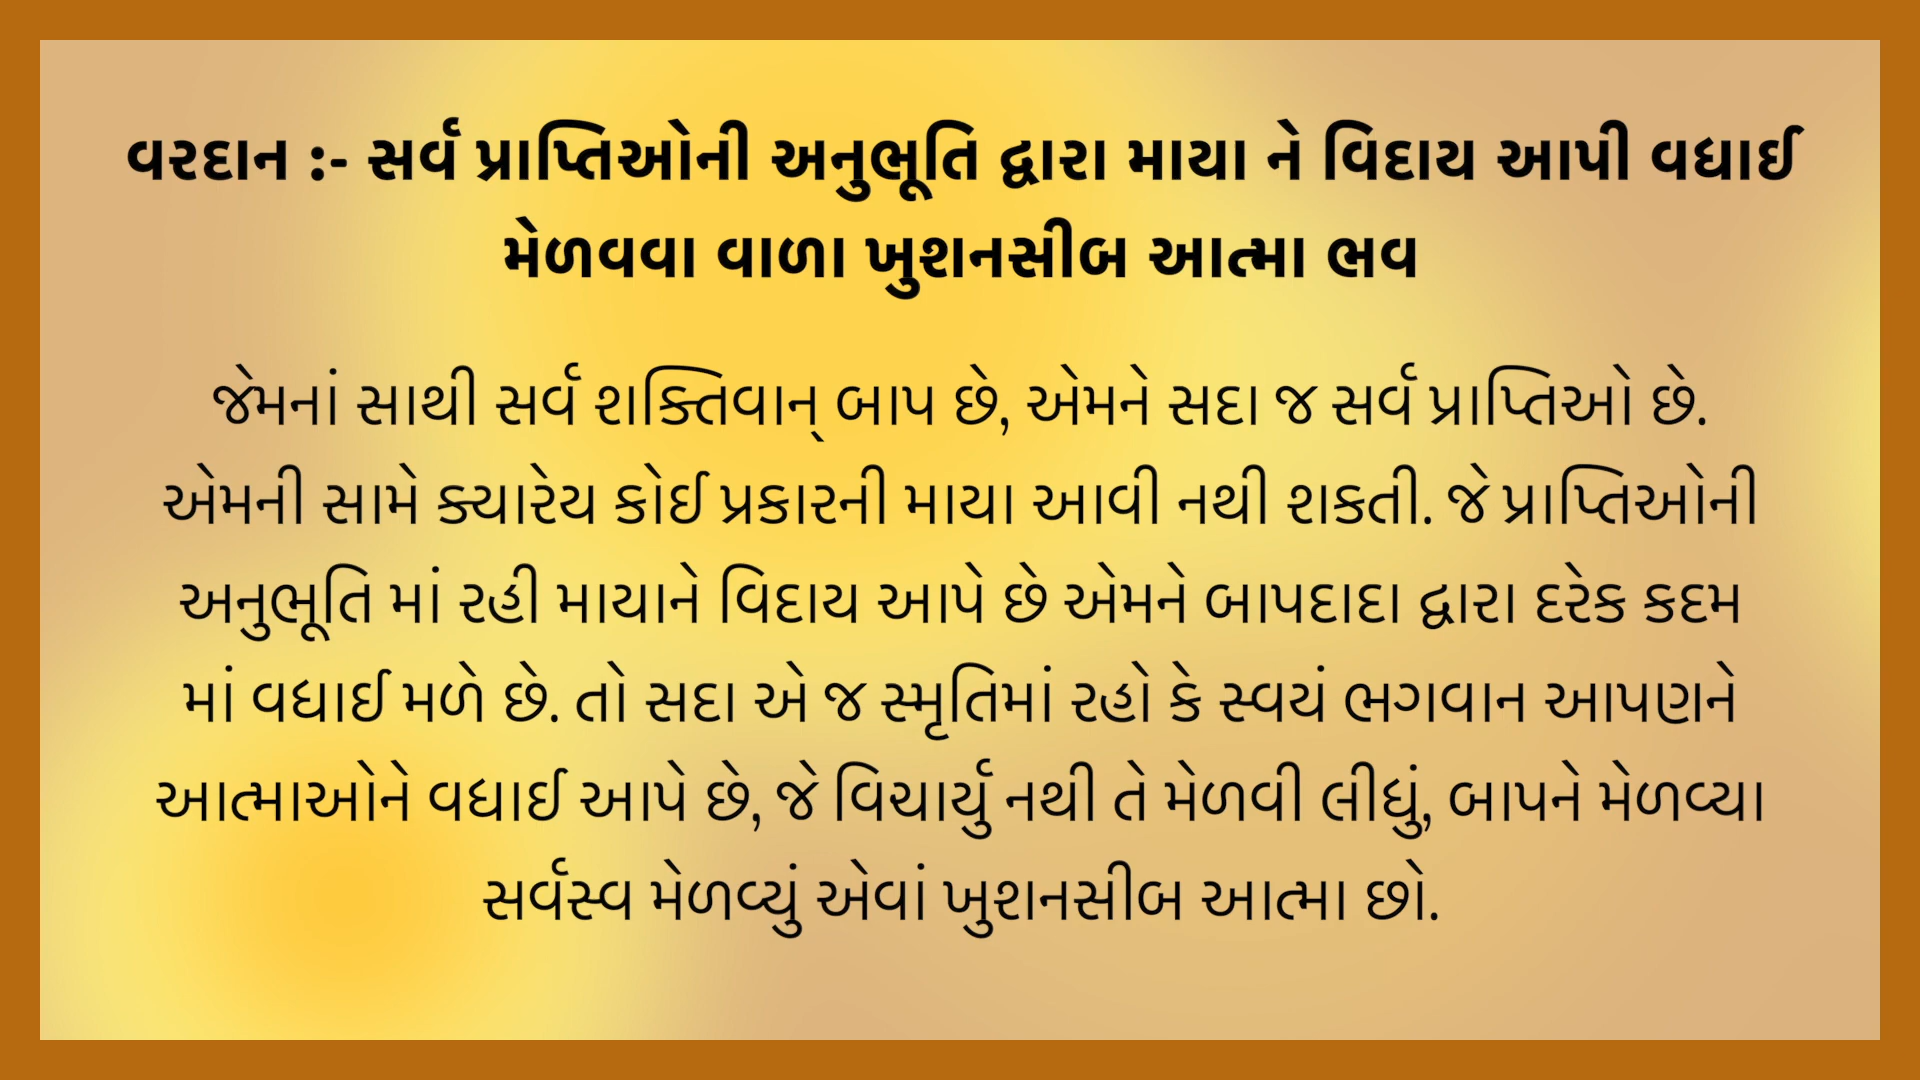 વરદાન :- સર્વ પ્રાપ્તિઓની અનુભૂતિ દ્વારા માયા ને વિદાય આપી વધાઈ
મેળવવા વાળા ખુશનસીબ આત્મા ભવ
જેમનાં સાથી સર્વ શક્તિવાન્ બાપ છે, એમને સદા જ સર્વ પ્રાપ્તિઓ છે.
એમની સામે ક્યારેય કોઈ પ્રકારની માયા આવી નથી શકતી. જે પ્રાપ્તિઓની
અનુભૂતિ માં રહી માયાને વિદાય આપે છે એમને બાપદાદા દ્વારા દરેક કદમ
માં વધાઈ મળે છે. તો સદા એ જ સ્મૃતિમાં રહો કે સ્વયં ભગવાન આપણને
આત્માઓને વધાઈ આપે છે, જે વિચાર્યું નથી તે મેળવી લીધું, બાપને મેળવ્યા
સર્વસ્વ મેળવ્યું એવાં ખુશનસીબ આત્મા છો.